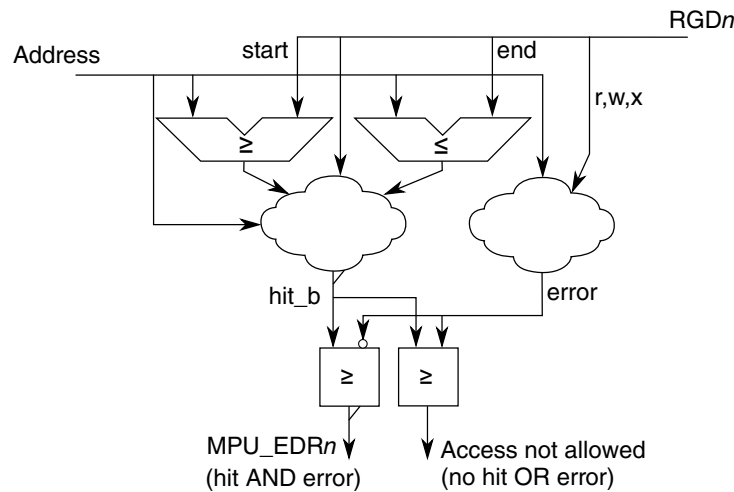 RGDn
Address
start
end
r,w,x
≥
≤
hit_b
error
≥
≥
MPU_EDRn
(hit AND error)
Access not allowed
(no hit OR error)